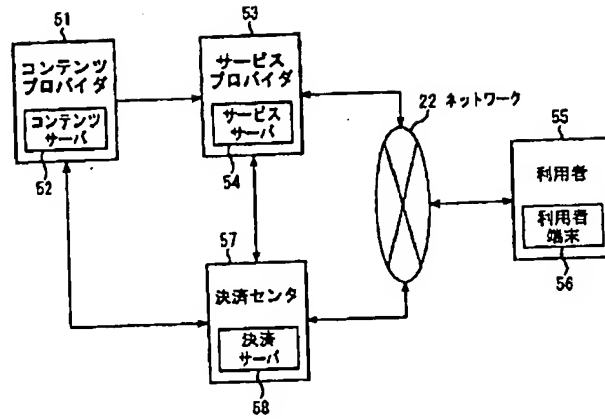 51
コンテンツ
プロバイダ
コンテンツ
サーバ
52
53
サービス
プロバイダ
サービス
サーバ
54
22 ネットワーク
55
利用者
利用者
端末
56
57
決済センタ
決済
サーバ
58